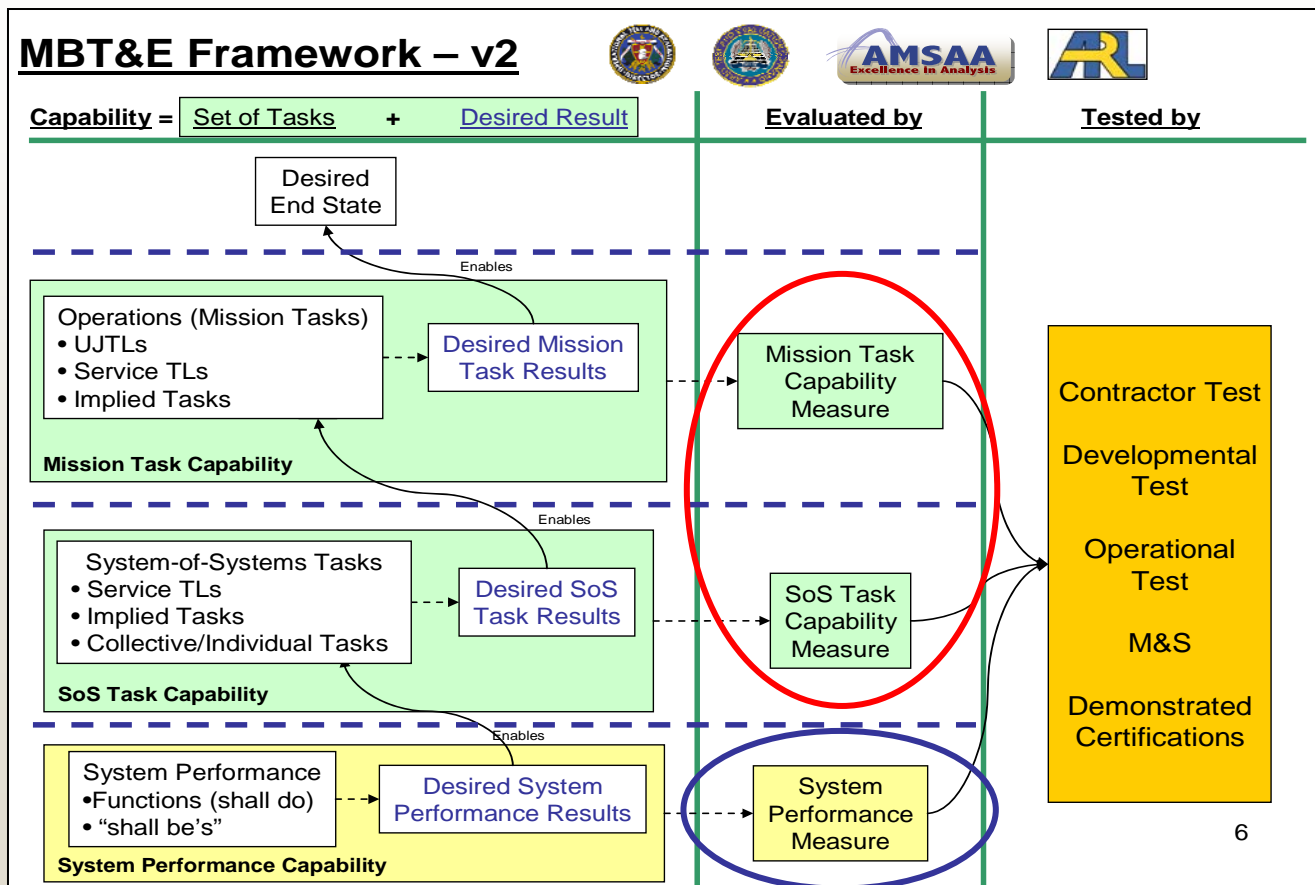 MBT&E Framework – v2
AMSAA
Excellence in Analysis
ARL
Capability = Set of Tasks + Desired Result
Evaluated by
Tested by
Desired
End State
Enables
Operations (Mission Tasks)
• UJTLs
• Service TLs
• Implied Tasks
Desired Mission
Task Results
Mission Task Capability
Mission Task
Capability
Measure
Enables
System-of-Systems Tasks
• Service TLs
• Implied Tasks
• Collective/Individual Tasks
Desired SoS
Task Results
SoS Task Capability
SoS Task
Capability
Measure
Enables
System Performance
•Functions (shall do)
• “shall be’s”
Desired System
Performance Results
System Performance Capability
System
Performance
Measure
Contractor Test
Developmental
Test
Operational
Test
M&S
Demonstrated
Certifications
6